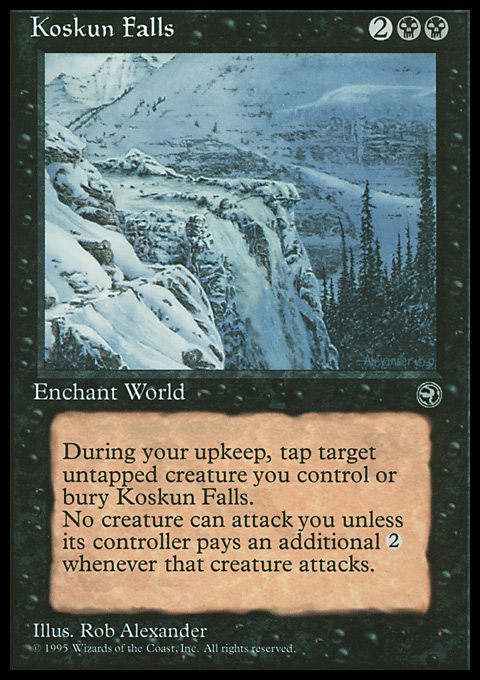 Koskun Falls
2
Alexander
Enchant World
During your upkeep, tap target
untapped creature you control or
bury Koskun Falls.
No creature can attack you unless
its controller pays an additional 2
whenever that creature attacks.
Illus. Rob Alexander
© 1995 Wizards of the Coast, Inc. All rights reserved.